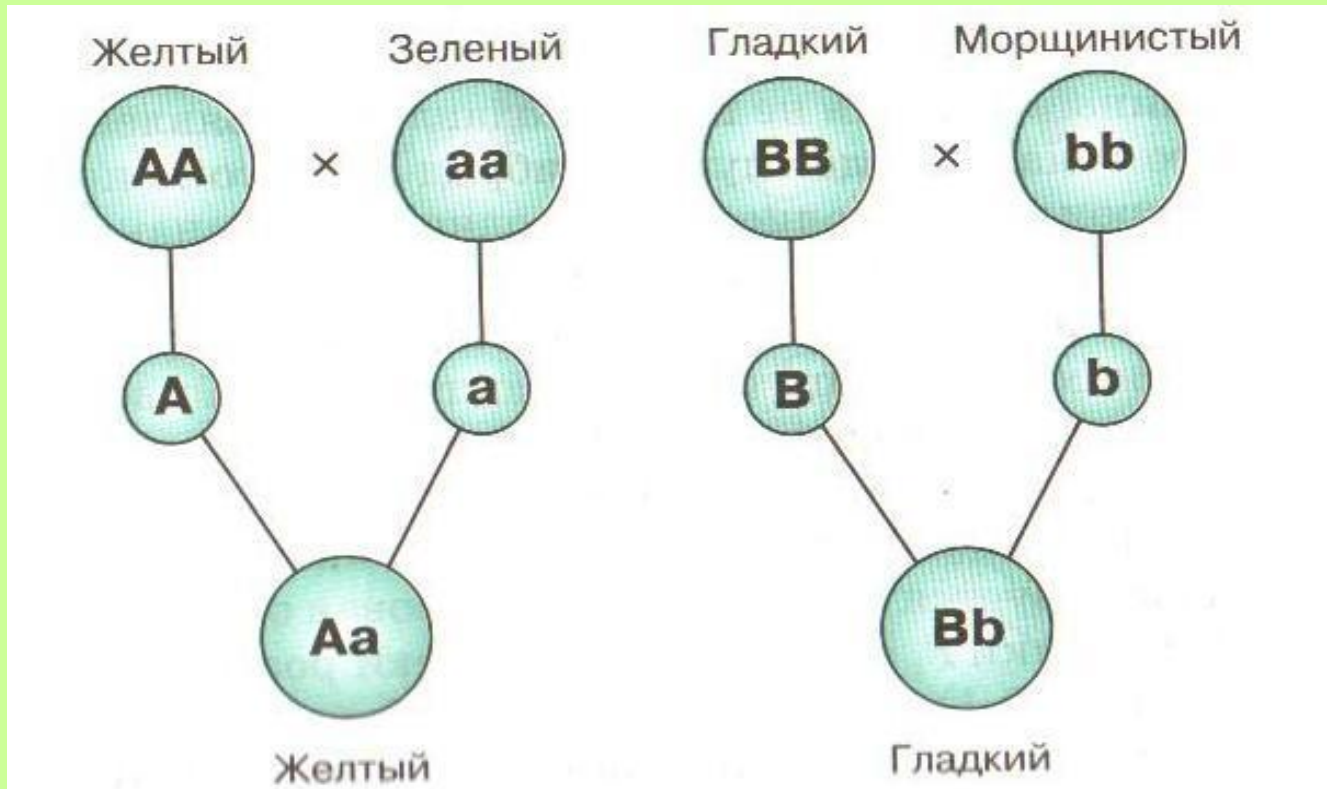 Желтый Зеленый Гладкий Морщинистый
AA × aa BB × bb
A a B b
Aa Bb
Желтый Гладкий